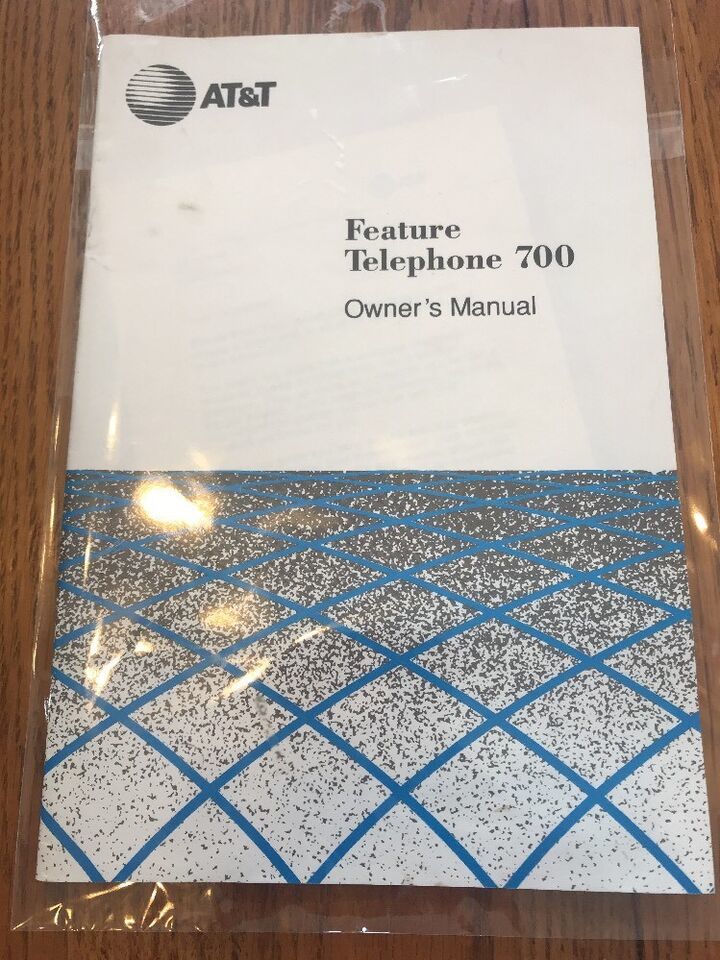 AT&T
Feature
Telephone 700
Owner's Manual